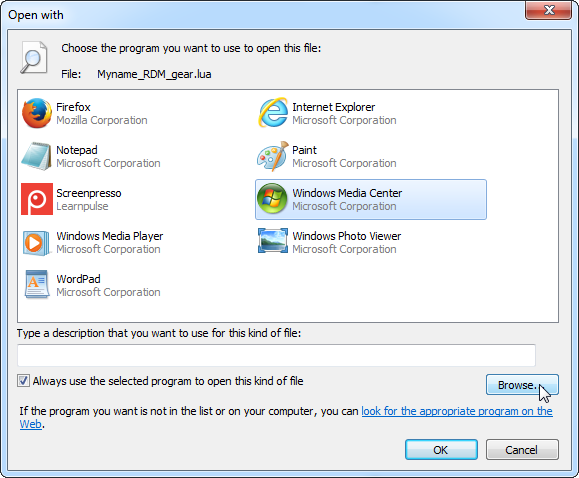 Open with
Choose the program you want to use to open this file:
File: Myname_RDM_gear.lua
Firefox
Mozilla Corporation
Internet Explorer
Microsoft Corporation
Notepad
Microsoft Corporation
Paint
Microsoft Corporation
Screenpresso
Learnpulse
Windows Media Center
Microsoft Corporation
Windows Media Player
Microsoft Corporation
Windows Photo Viewer
Microsoft Corporation
WordPad
Microsoft Corporation
Type a description that you want to use for this kind of file:
Always use the selected program to open this kind of file
Browse...
If the program you want is not in the list or on your computer, you can look for the appropriate program on the
Web.
OK
Cancel